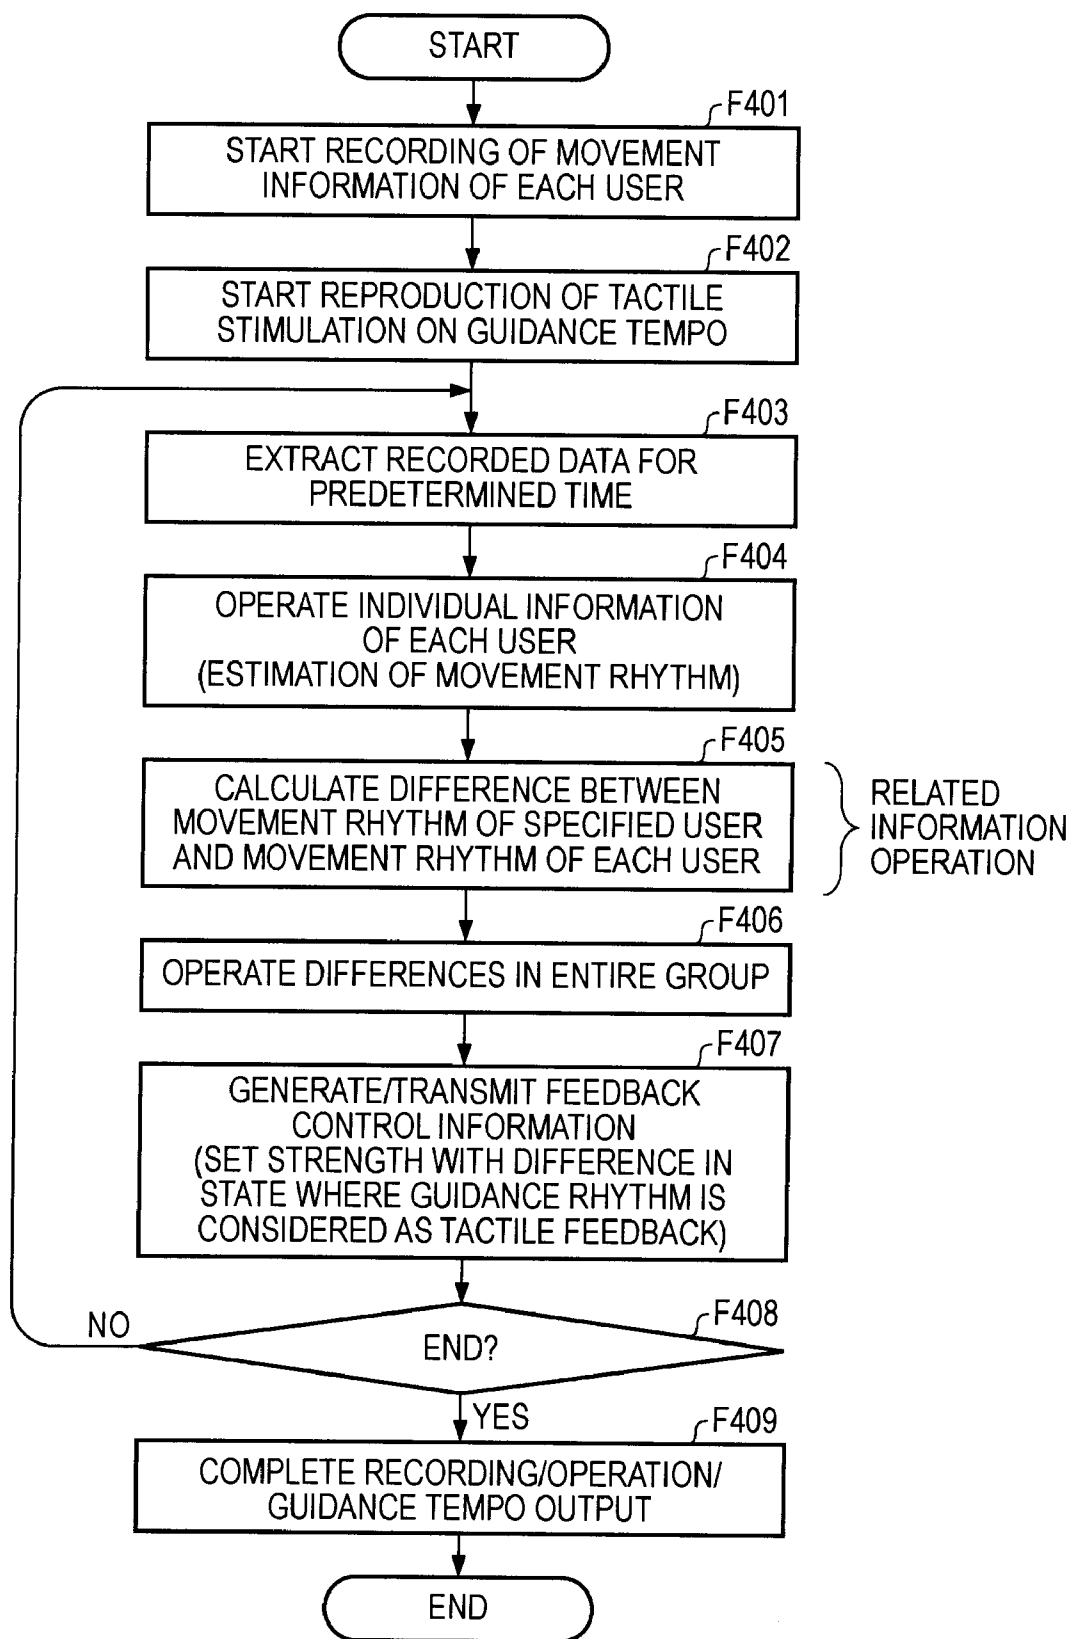 START
F401
START RECORDING OF MOVEMENT
INFORMATION OF EACH USER
F402
START REPRODUCTION OF TACTILE
STIMULATION ON GUIDANCE TEMPO
F403
EXTRACT RECORDED DATA FOR
PREDETERMINED TIME
F404
OPERATE INDIVIDUAL INFORMATION
OF EACH USER
(ESTIMATION OF MOVEMENT RHYTHM)
F405
CALCULATE DIFFERENCE BETWEEN
MOVEMENT RHYTHM OF SPECIFIED USER
AND MOVEMENT RHYTHM OF EACH USER
RELATED
INFORMATION
OPERATION
F406
OPERATE DIFFERENCES IN ENTIRE GROUP
F407
GENERATE/TRANSMIT FEEDBACK
CONTROL INFORMATION
(SET STRENGTH WITH DIFFERENCE IN
STATE WHERE GUIDANCE RHYTHM IS
CONSIDERED AS TACTILE FEEDBACK)
F408
NO
END?
YES
F409
COMPLETE RECORDING/OPERATION/
GUIDANCE TEMPO OUTPUT
END